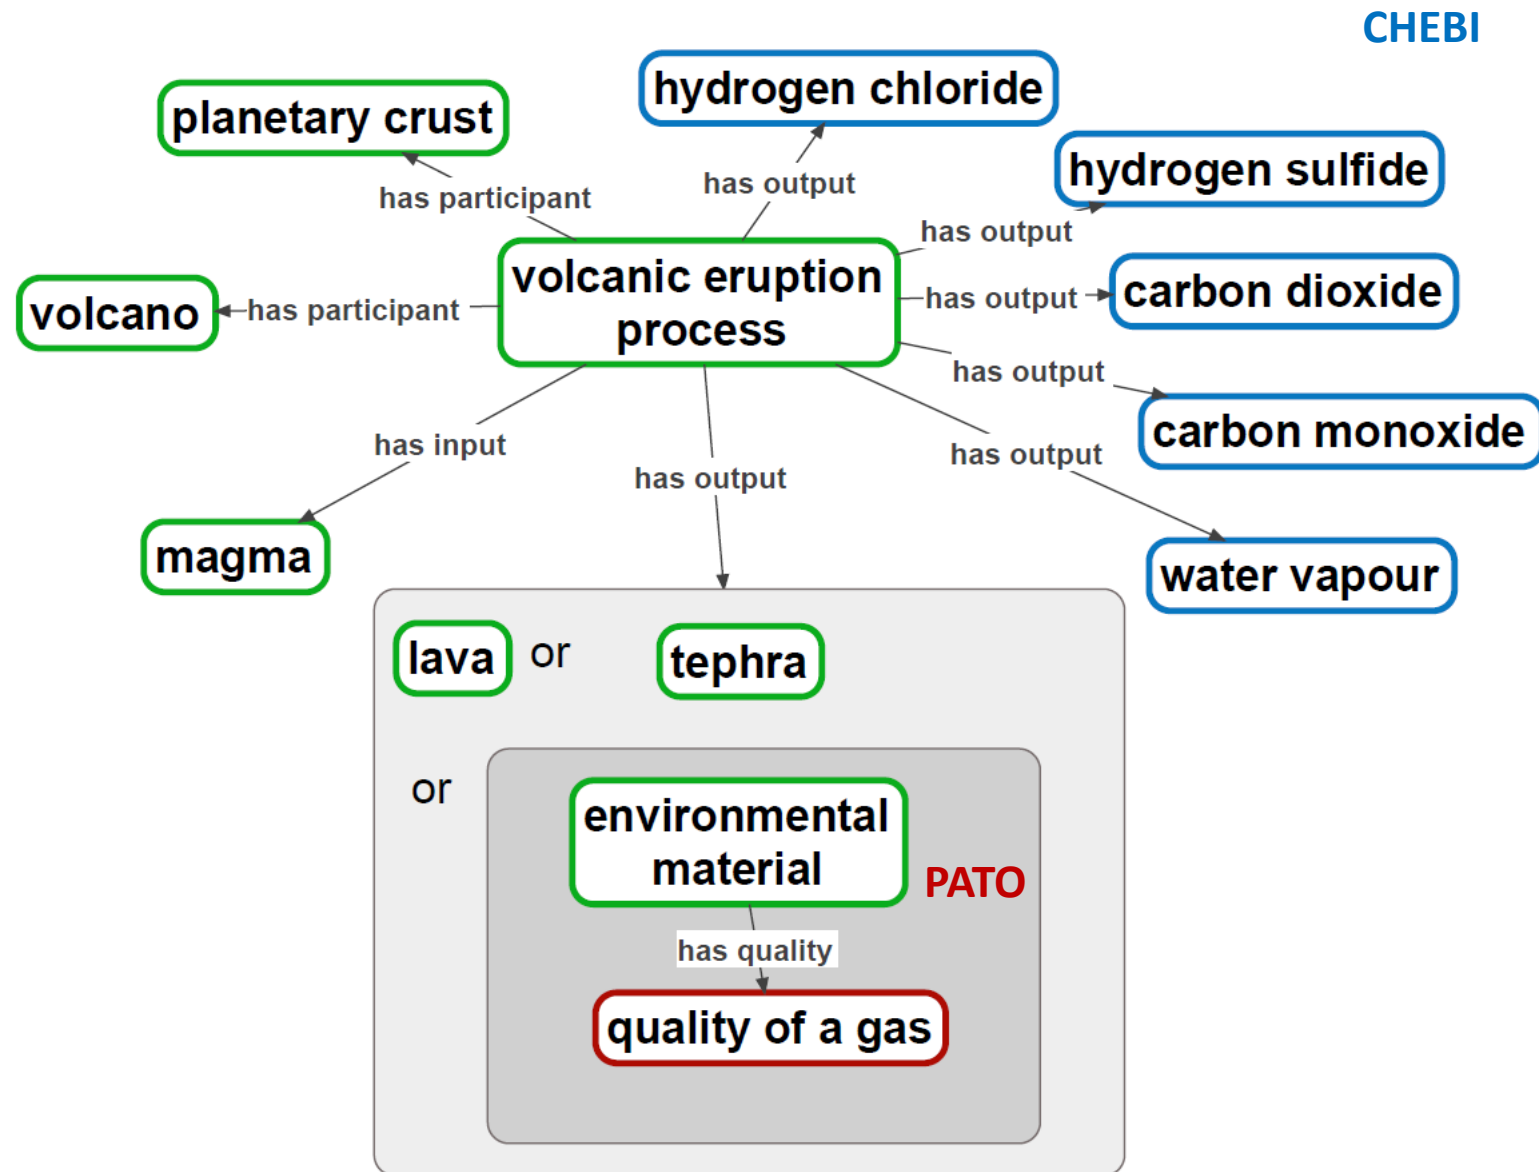 CHEBI
hydrogen chloride
planetary crust
hydrogen sulfide
has output
has participant
has output
volcanic eruption
process
carbon dioxide
has output
volcano
has participant
has output
carbon monoxide
has input
has output
has output
magma
water vapour
lava
or
tephra
or
environmental
material
PATO
has quality
quality of a gas